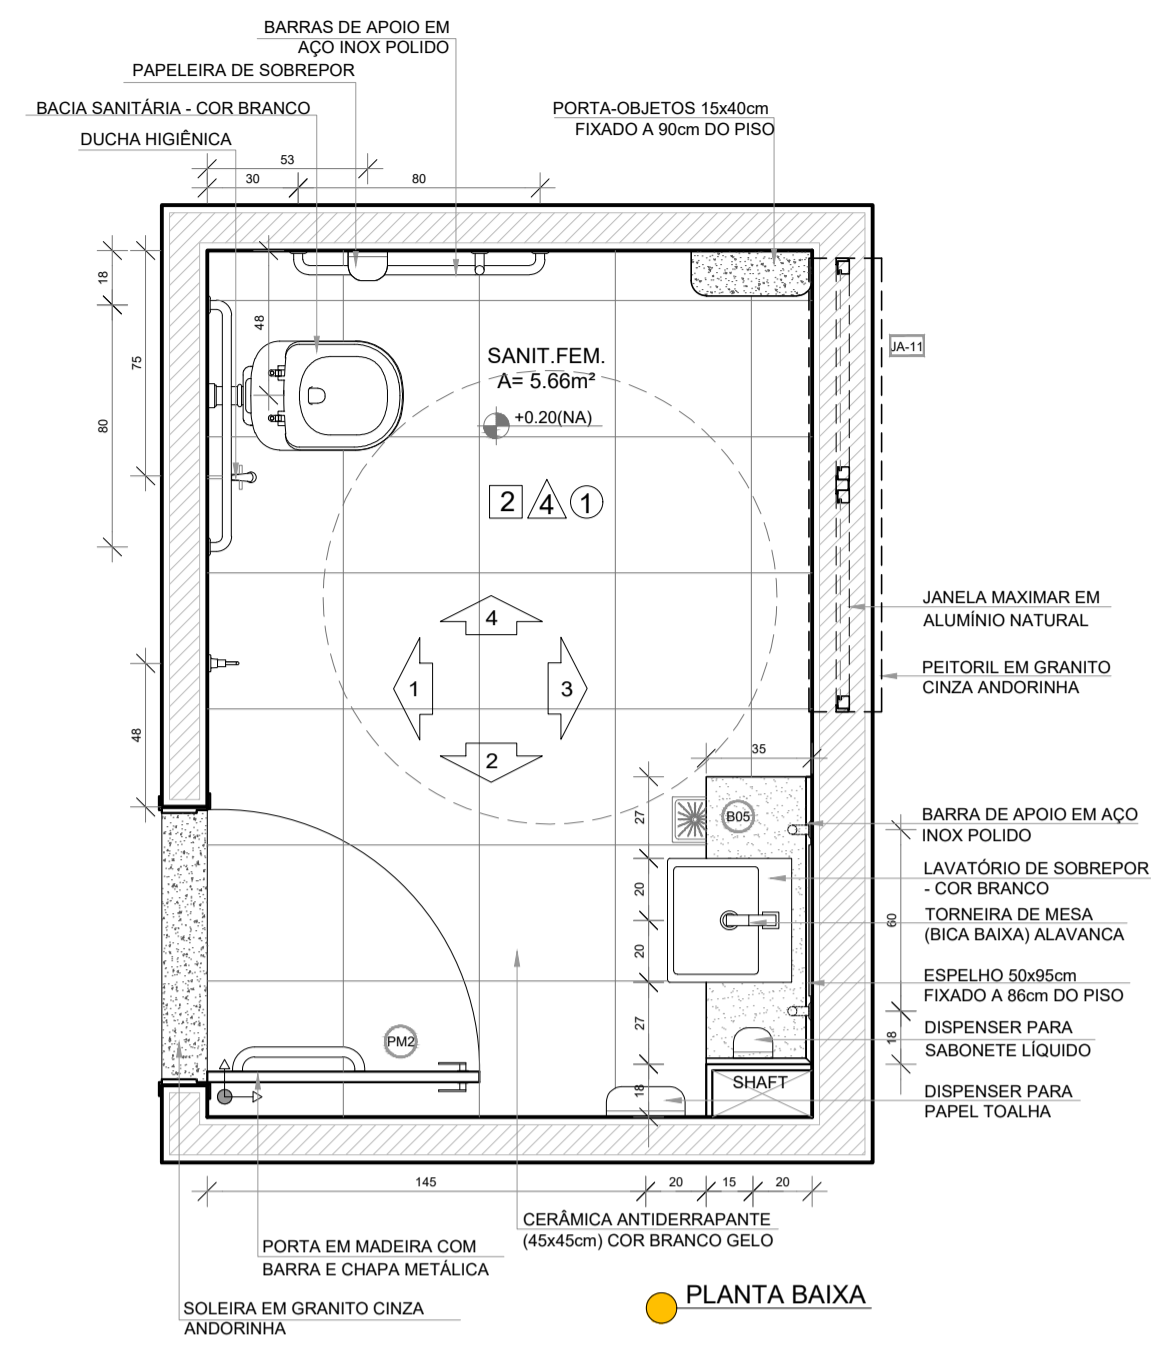 BARRAS DE APOIO EM
AÇO INOX POLIDO
PAPELEIRA DE SOBREPOR
BACIA SANITÁRIA - COR BRANCO
DUCHA HIGIÊNICA
PORTA-OBJETOS 15x40cm
FIXADO A 90cm DO PISO
53
30
80
18
75
80
48
48
SANIT.FEM.
A= 5.66m²
+0.20(NA)
2
4
1
JA-11
4
1
3
2
JANELA MAXIMAR EM
ALUMÍNIO NATURAL
PEITORIL EM GRANITO
CINZA ANDORINHA
35
27
20
20
27
18
B05
BARRA DE APOIO EM AÇO
INOX POLIDO
LAVATÓRIO DE SOBREPOR
- COR BRANCO
60
TORNEIRA DE MESA
(BICA BAIXA) ALAVANCA
ESPELHO 50x95cm
FIXADO A 86cm DO PISO
18
DISPENSER PARA
SABONETE LÍQUIDO
DISPENSER PARA
PAPEL TOALHA
PM2
SHAFT
145
20
15
20
CERÂMICA ANTIDERRAPANTE
(45x45cm) COR BRANCO GELO
PORTA EM MADEIRA COM
BARRA E CHAPA METÁLICA
SOLEIRA EM GRANITO CINZA
ANDORINHA
PLANTA BAIXA